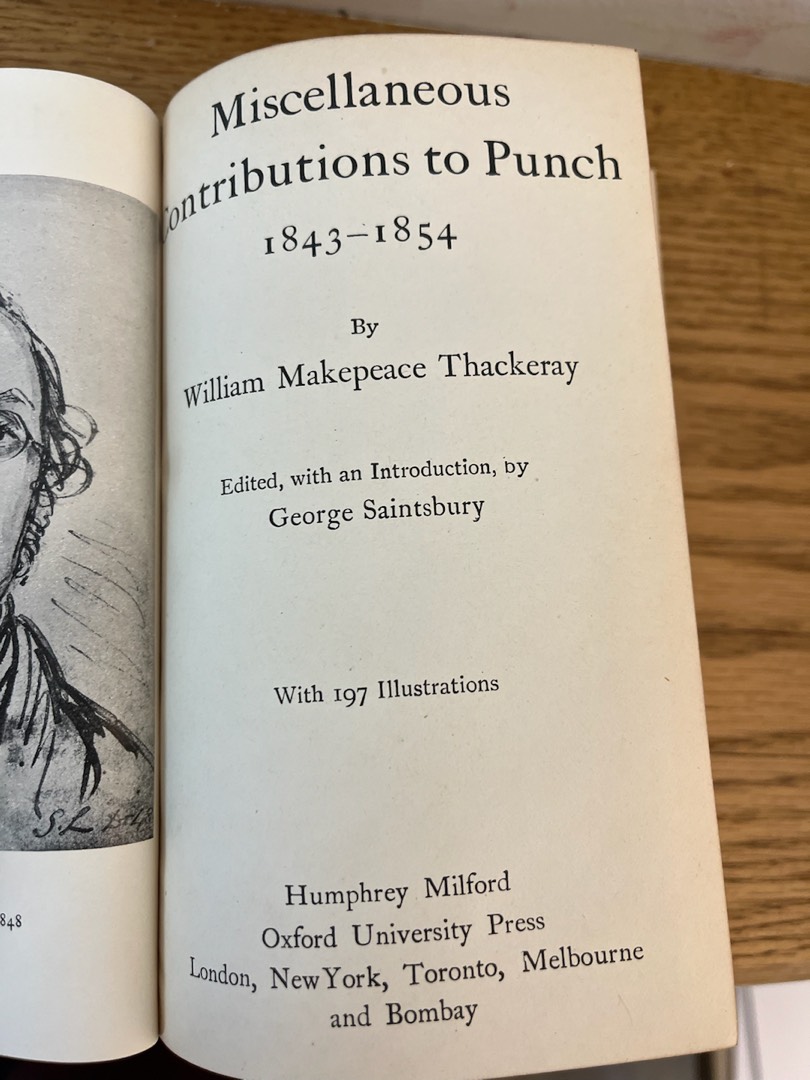 Miscellaneous
Contributions to Punch
1843–1854
By
William Makepeace Thackeray
Edited, with an Introduction, by
George Saintsbury
With 197 Illustrations
Humphrey Milford
Oxford University Press
London, New York, Toronto, Melbourne
and Bombay
848